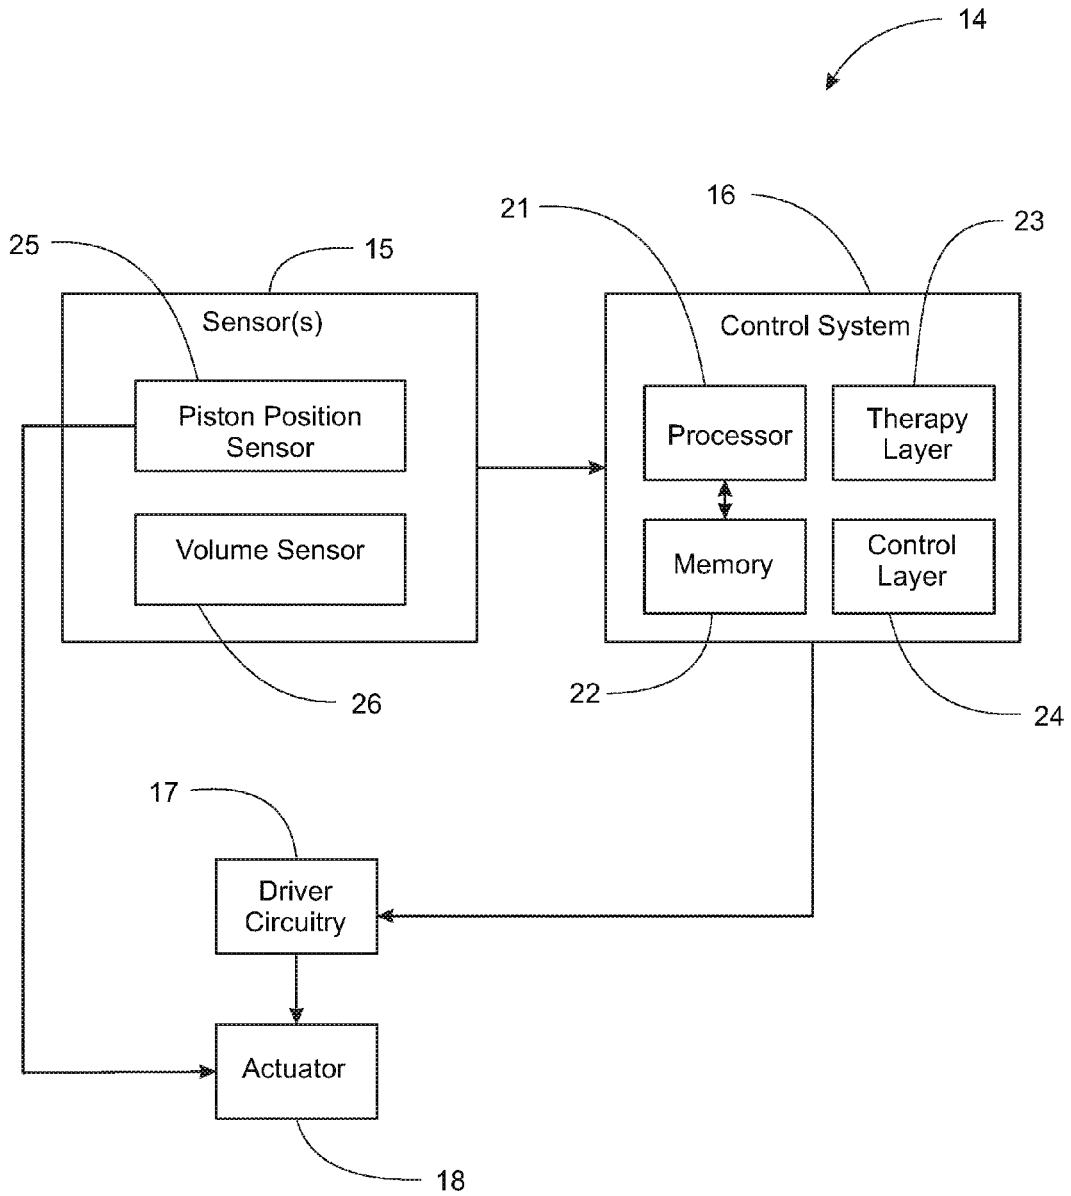 14
25
15
21
16
23
Sensor(s)
Control System
Piston Position
Sensor
Processor
Therapy
Layer
Volume Sensor
Memory
Control
Layer
26
22
24
17
Driver
Circuitry
Actuator
18